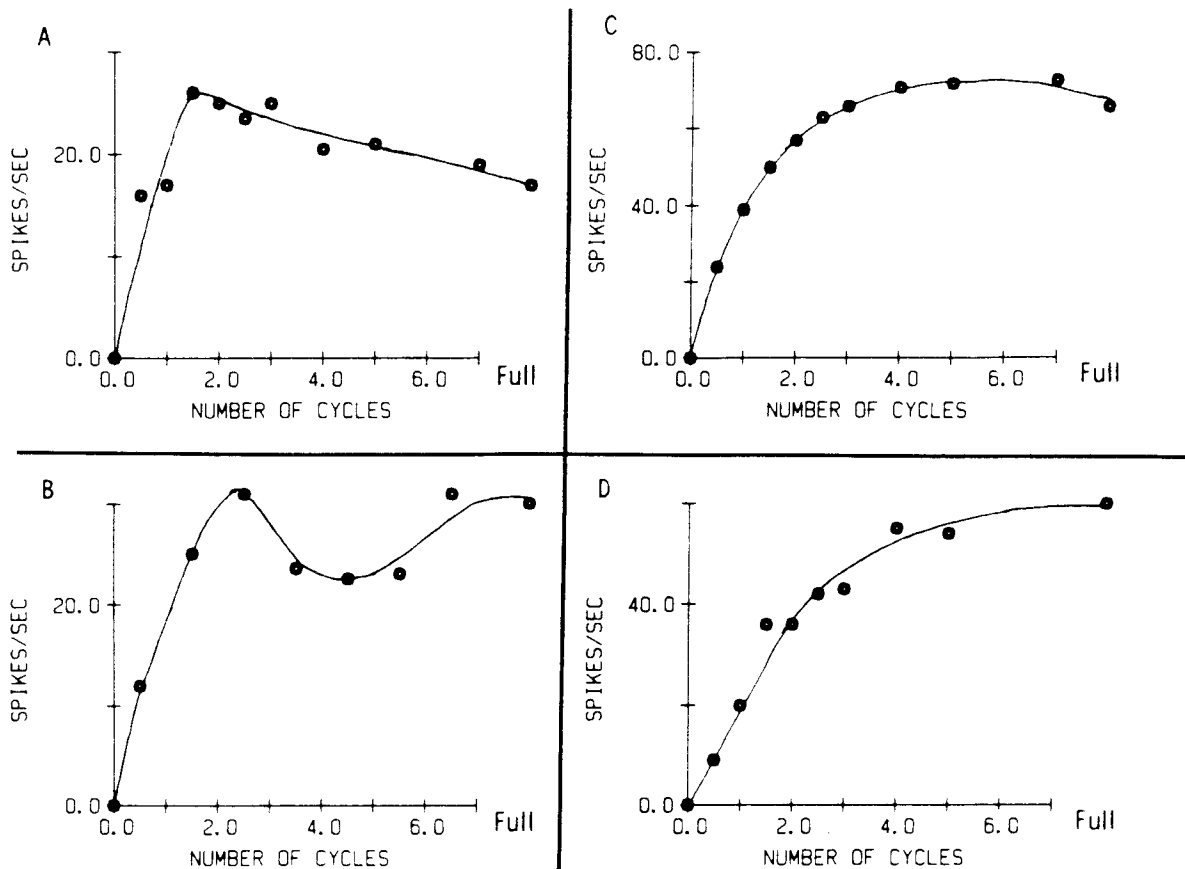 A
SPIKES/SEC
20.0
0.0
0.0 2.0 4.0 6.0 Full
NUMBER OF CYCLES
C
SPIKES/SEC
80.0
40.0
0.0
0.0 2.0 4.0 6.0 Full
NUMBER OF CYCLES
B
SPIKES/SEC
20.0
0.0
0.0 2.0 4.0 6.0 Full
NUMBER OF CYCLES
D
SPIKES/SEC
40.0
0.0
0.0 2.0 4.0 6.0 Full
NUMBER OF CYCLES